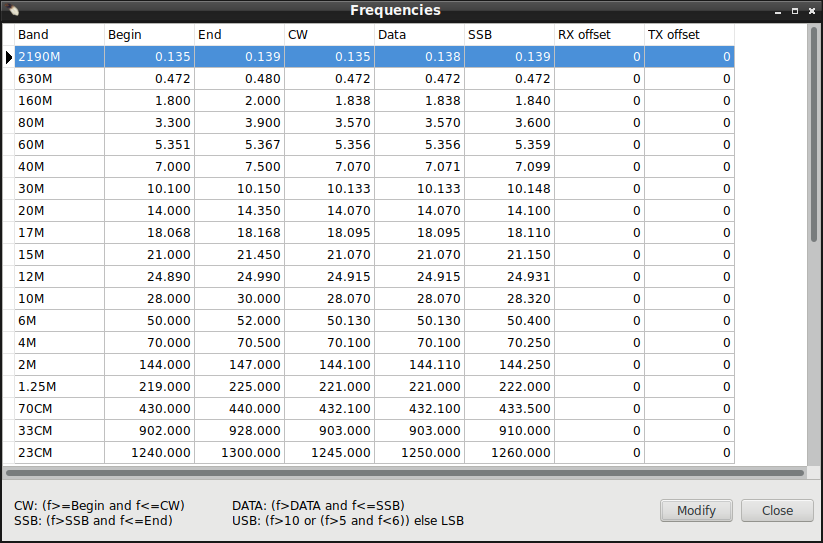 Frequencies
Band Begin End CW Data SSB RX offset TX offset
2190M 0.135 0.139 0.135 0.138 0.139 0 0
630M 0.472 0.480 0.472 0.472 0.472 0 0
160M 1.800 2.000 1.838 1.838 1.840 0 0
80M 3.300 3.900 3.570 3.570 3.600 0 0
60M 5.351 5.367 5.356 5.356 5.359 0 0
40M 7.000 7.500 7.070 7.071 7.099 0 0
30M 10.100 10.150 10.133 10.133 10.148 0 0
20M 14.000 14.350 14.070 14.070 14.100 0 0
17M 18.068 18.168 18.095 18.095 18.110 0 0
15M 21.000 21.450 21.070 21.070 21.150 0 0
12M 24.890 24.990 24.915 24.915 24.931 0 0
10M 28.000 30.000 28.070 28.070 28.320 0 0
6M 50.000 52.000 50.130 50.130 50.400 0 0
4M 70.000 70.500 70.100 70.100 70.250 0 0
2M 144.000 147.000 144.100 144.110 144.250 0 0
1.25M 219.000 225.000 221.000 221.000 222.000 0 0
70CM 430.000 440.000 432.100 432.100 433.500 0 0
33CM 902.000 928.000 903.000 903.000 910.000 0 0
23CM 1240.000 1300.000 1245.000 1250.000 1260.000 0 0
CW: (f>=Begin and f<=CW) DATA: (f>DATA and f<=SSB)
SSB: (f>SSB and f<=End) USB: (f>10 or (f>5 and f<6)) else LSB
Modify Close